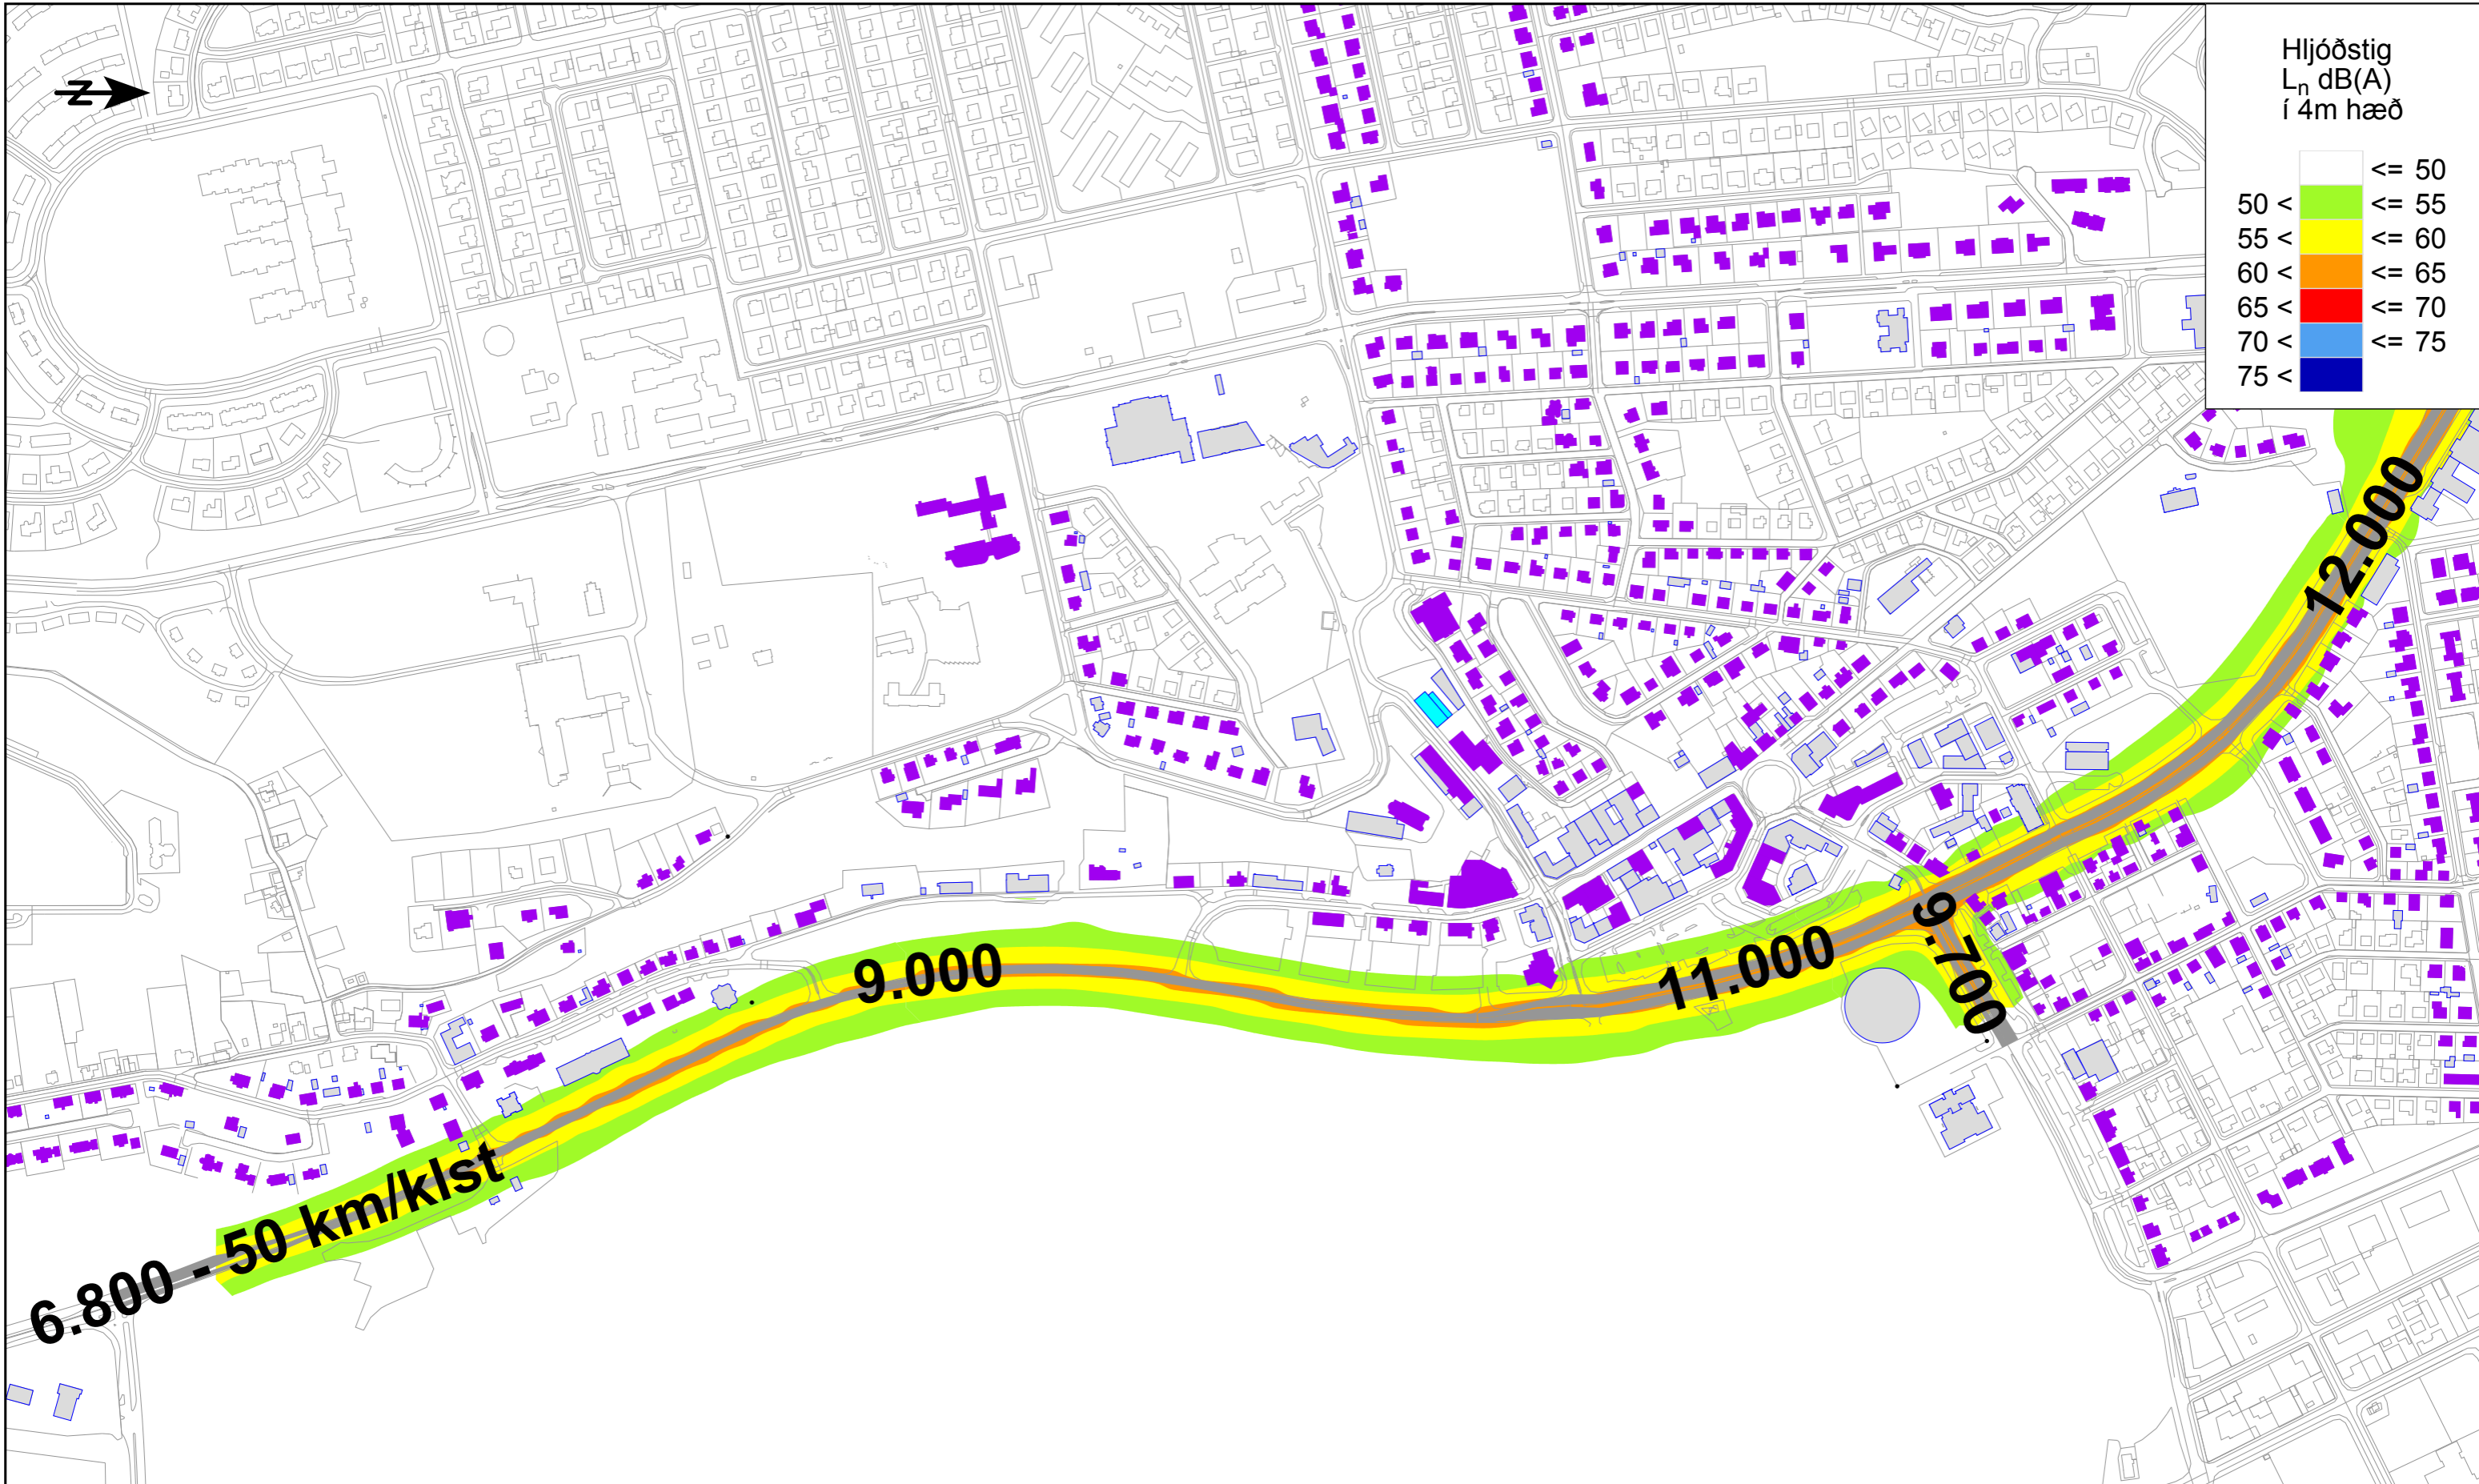 Z
Hljóðstig
Ln dB(A)
í 4m hæð
<= 50
50 < <= 55
55 < <= 60
60 < <= 65
65 < <= 70
70 < <= 75
75 <
12.000
9.000
11.000
6.700
6.800 - 50 km/klst